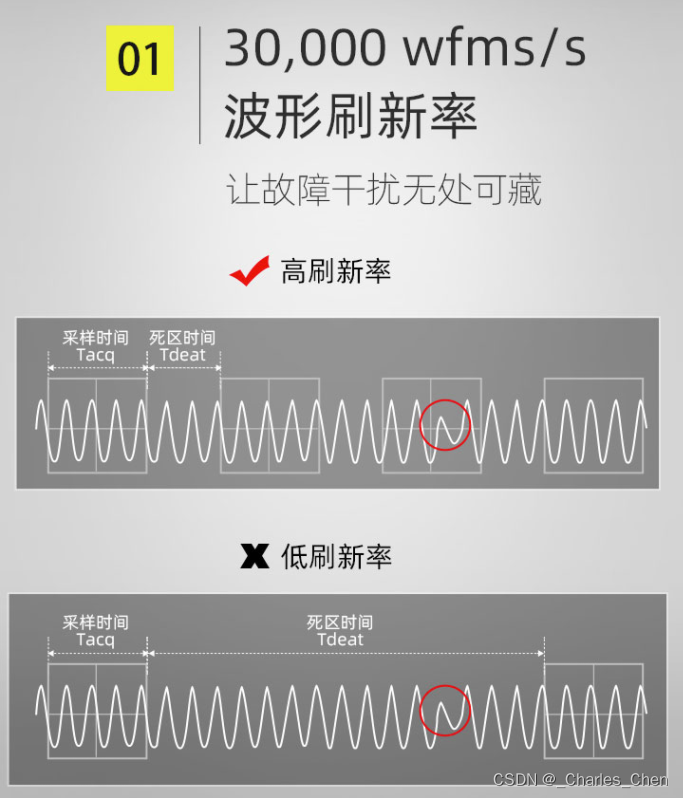 01
30,000 wfms/s
波形刷新率
让故障干扰无处可藏
高刷新率
采样时间 死区时间
Tacq Tdeat
低刷新率
采样时间 死区时间
Tacq Tdeat
CSDN @_Charles_Chen